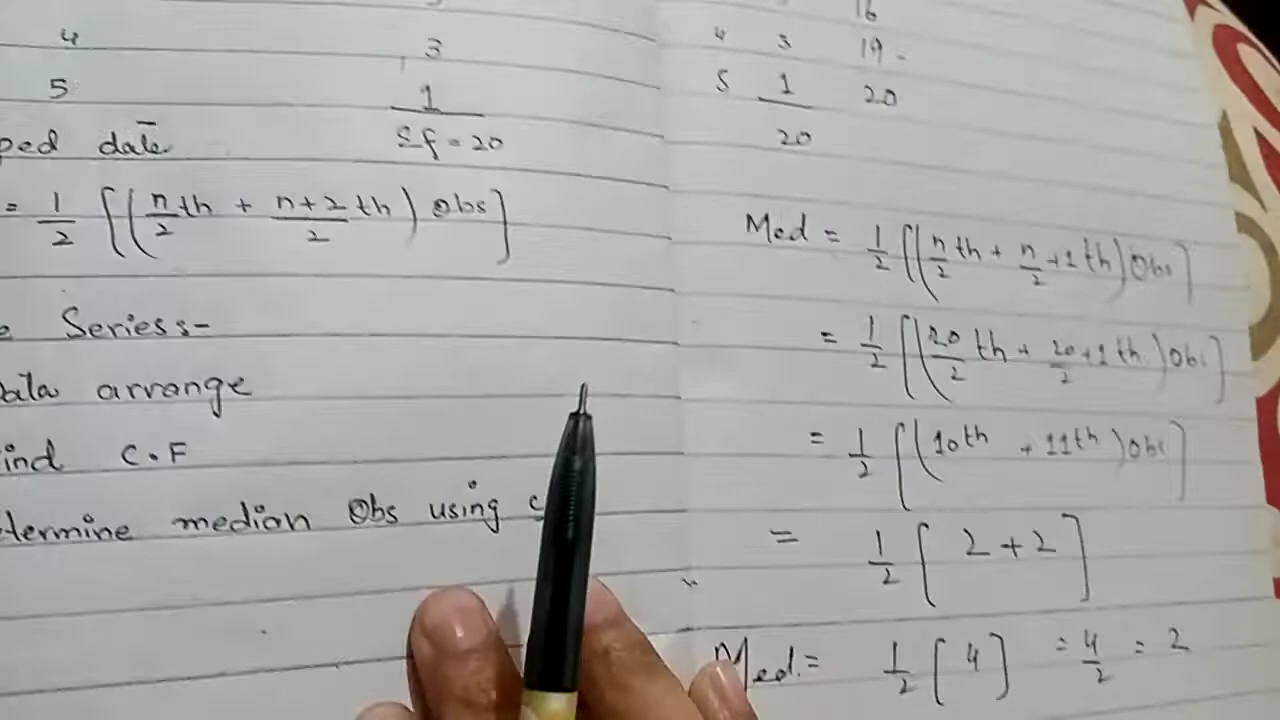 4 3
5 1
ped data Σf = 20
= 1/2 [(n/2 th + n+2/2 th) Obs]
Seriess-
ata arrange
ind C.F
termine median Obs using
16
4 3 19
5 1 20
20
Med = 1/2 [(n/2 th + n/2 +1 th) Obs]
= 1/2 [(20/2 th + 20/2 +1 th) Obs]
= 1/2 [(10th + 11th) Obs]
= 1/2 [2+2]
Med. = 1/2 [4] = 4/2 = 2